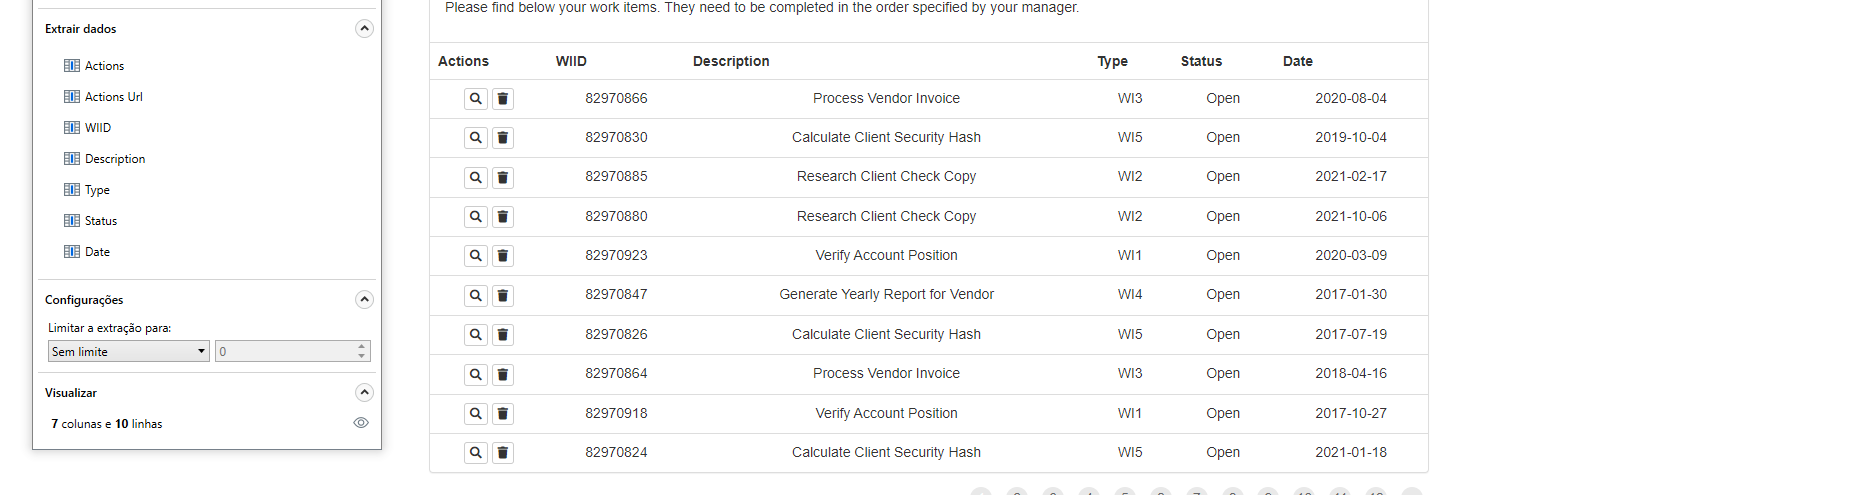 Extrair dados
Actions
Actions Url
WIID
Description
Type
Status
Date
Configurações
Limitar a extração para:
Sem limite 0
Visualizar
7 colunas e 10 linhas
Please find below your work items. They need to be completed in the order specified by your manager.
Actions WIID Description Type Status Date
82970866 Process Vendor Invoice WI3 Open 2020-08-04
82970830 Calculate Client Security Hash WI5 Open 2019-10-04
82970885 Research Client Check Copy WI2 Open 2021-02-17
82970880 Research Client Check Copy WI2 Open 2021-10-06
82970923 Verify Account Position WI1 Open 2020-03-09
82970847 Generate Yearly Report for Vendor WI4 Open 2017-01-30
82970826 Calculate Client Security Hash WI5 Open 2017-07-19
82970864 Process Vendor Invoice WI3 Open 2018-04-16
82970918 Verify Account Position WI1 Open 2017-10-27
82970824 Calculate Client Security Hash WI5 Open 2021-01-18